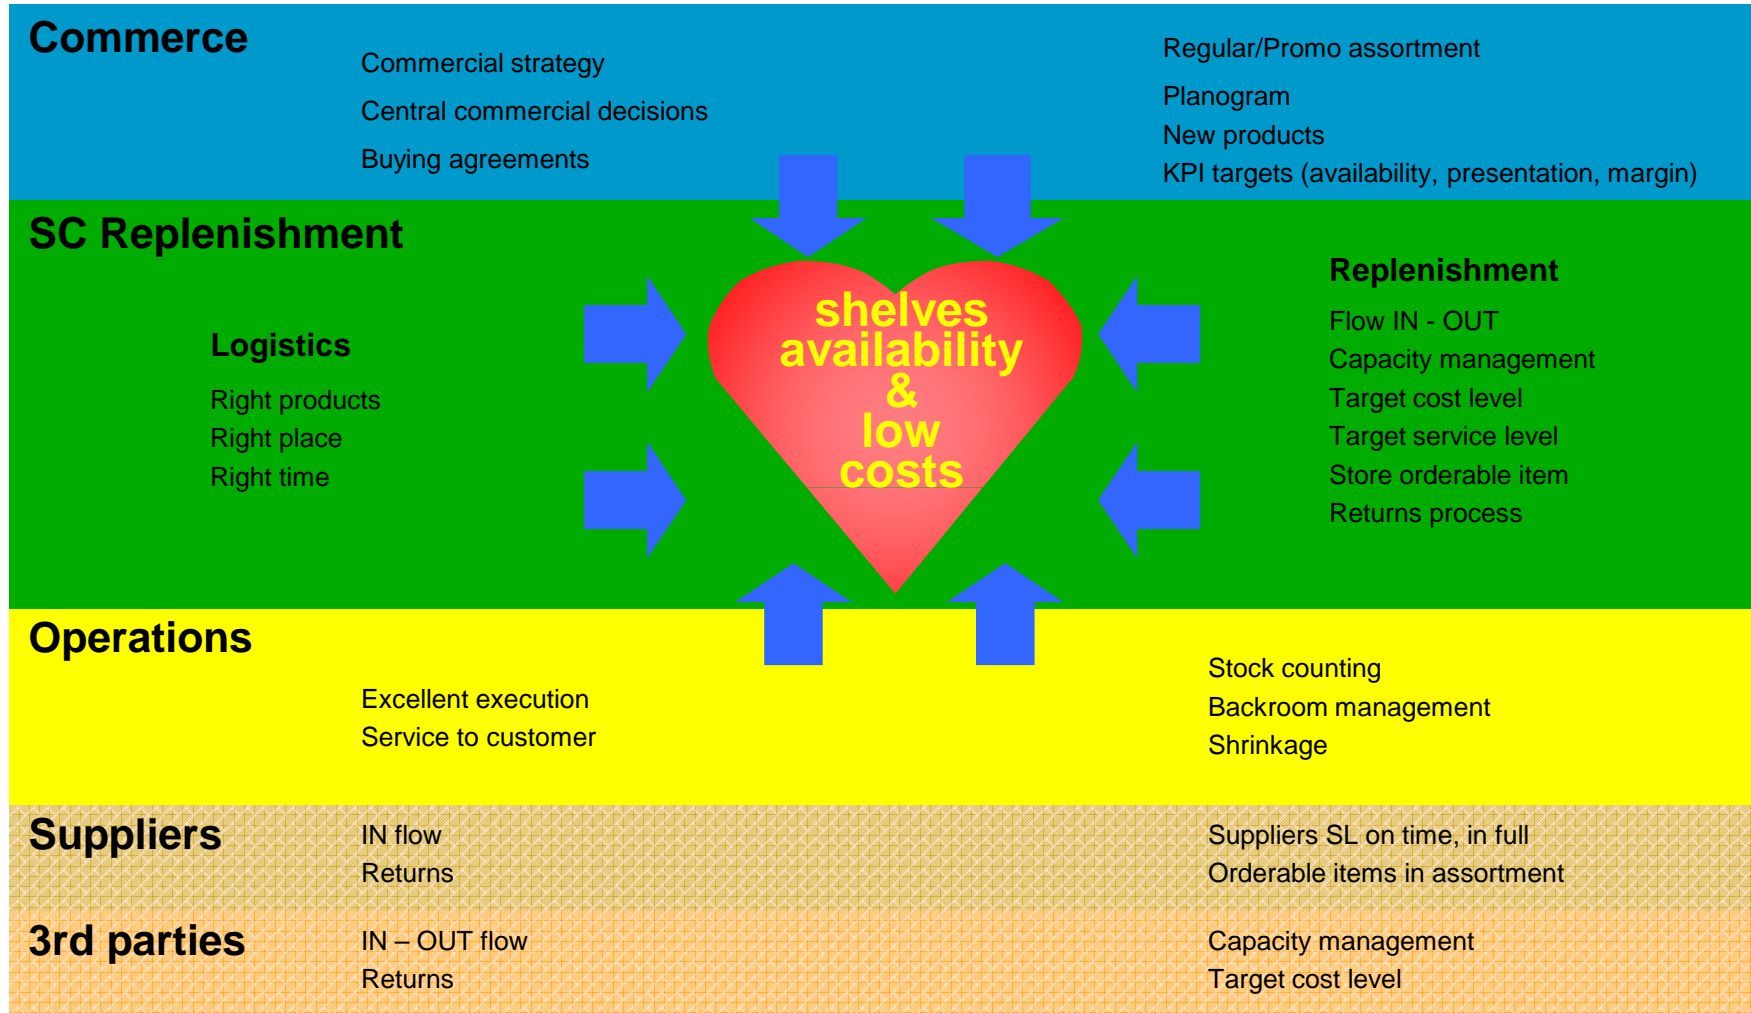 Commerce
Commercial strategy
Central commercial decisions
Buying agreements
Regular/Promo assortment
Planogram
New products
KPI targets (availability, presentation, margin)
SC Replenishment
Logistics
Right products
Right place
Right time
shelves
availability
&
low
costs
Replenishment
Flow IN - OUT
Capacity management
Target cost level
Target service level
Store orderable item
Returns process
Operations
Excellent execution
Service to customer
Stock counting
Backroom management
Shrinkage
Suppliers
IN flow
Returns
Suppliers SL on time, in full
Orderable items in assortment
3rd parties
IN – OUT flow
Returns
Capacity management
Target cost level